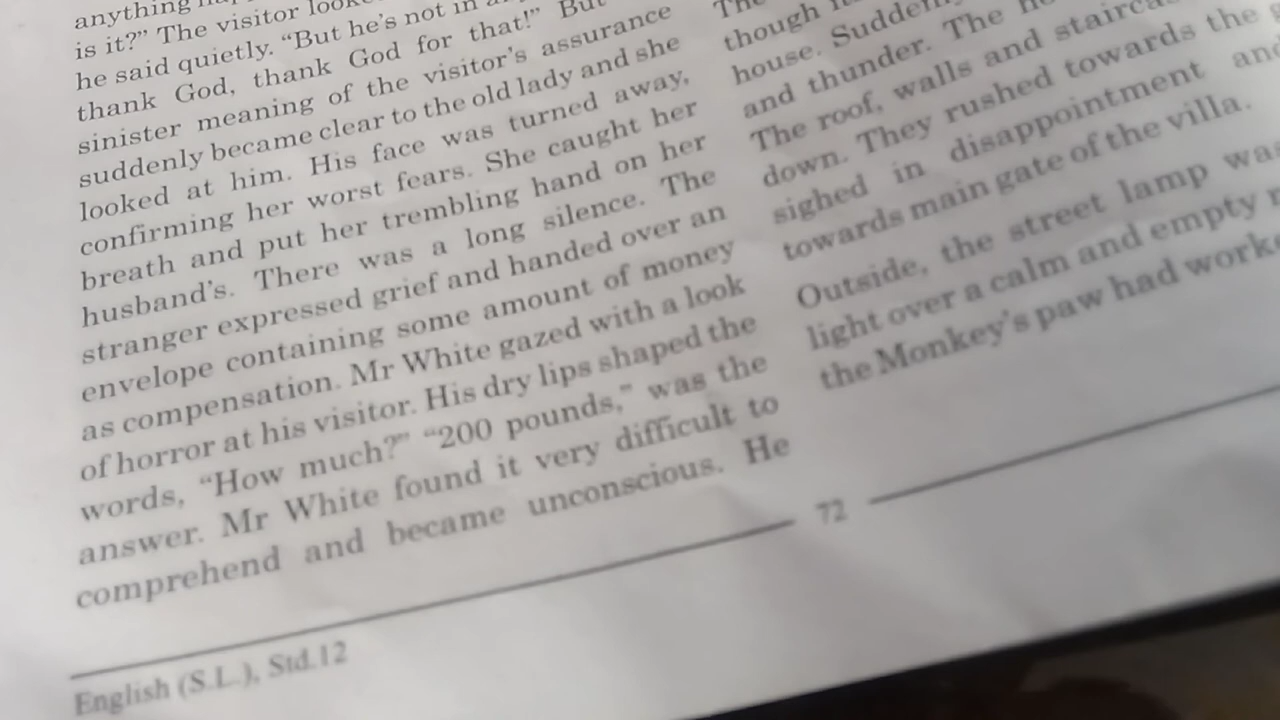 anything
is it?” The visitor
he said quietly. “But he’s not in
thank God, thank God for that!” But
sinister meaning of the visitor’s assurance
suddenly became clear to the old lady and she
looked at him. His face was turned away,
confirming her worst fears. She caught her
breath and put her trembling hand on her
husband’s. There was a long silence. The
stranger expressed grief and handed over an
envelope containing some amount of money
as compensation. Mr White gazed with a look
of horror at his visitor. His dry lips shaped the
words, “How much?” “200 pounds,” was the
answer. Mr White found it very difficult to
comprehend and became unconscious. He
The
though
house.
and thunder. The
The roof, walls and
down. They rushed towards the
sighed in disappointment and
towards main gate of the villa.
Outside, the street lamp was
light over a calm and empty
the Monkey’s paw had
72
English (S.L.), Std.12